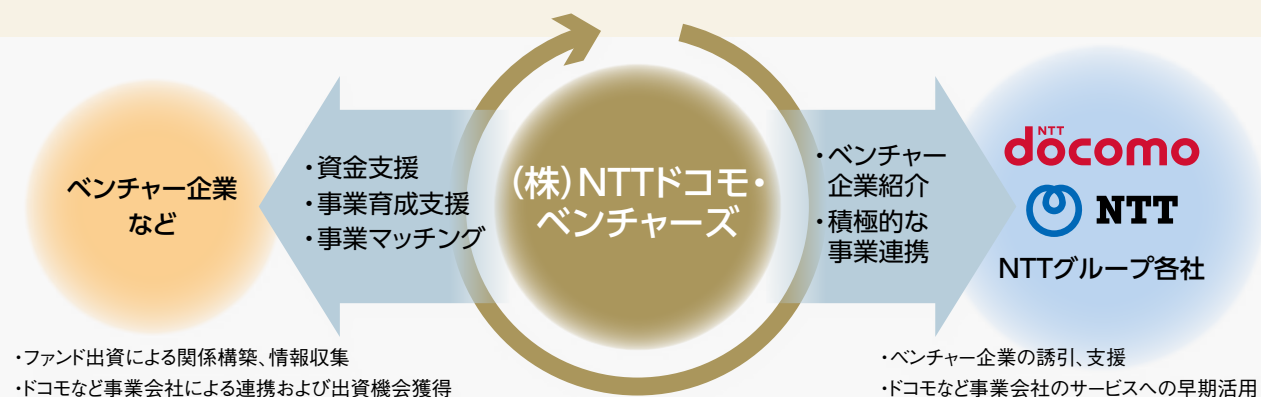 ベンチャー企業
など
・資金支援
・事業育成支援
・事業マッチング
(株)NTTドコモ・
ベンチャーズ
・ベンチャー
企業紹介
・積極的な
事業連携
NTT
docomo
NTT
NTTグループ各社
・ファンド出資による関係構築、情報収集
・ドコモなど事業会社による連携および出資機会獲得
・ベンチャー企業の誘引、支援
・ドコモなど事業会社のサービスへの早期活用